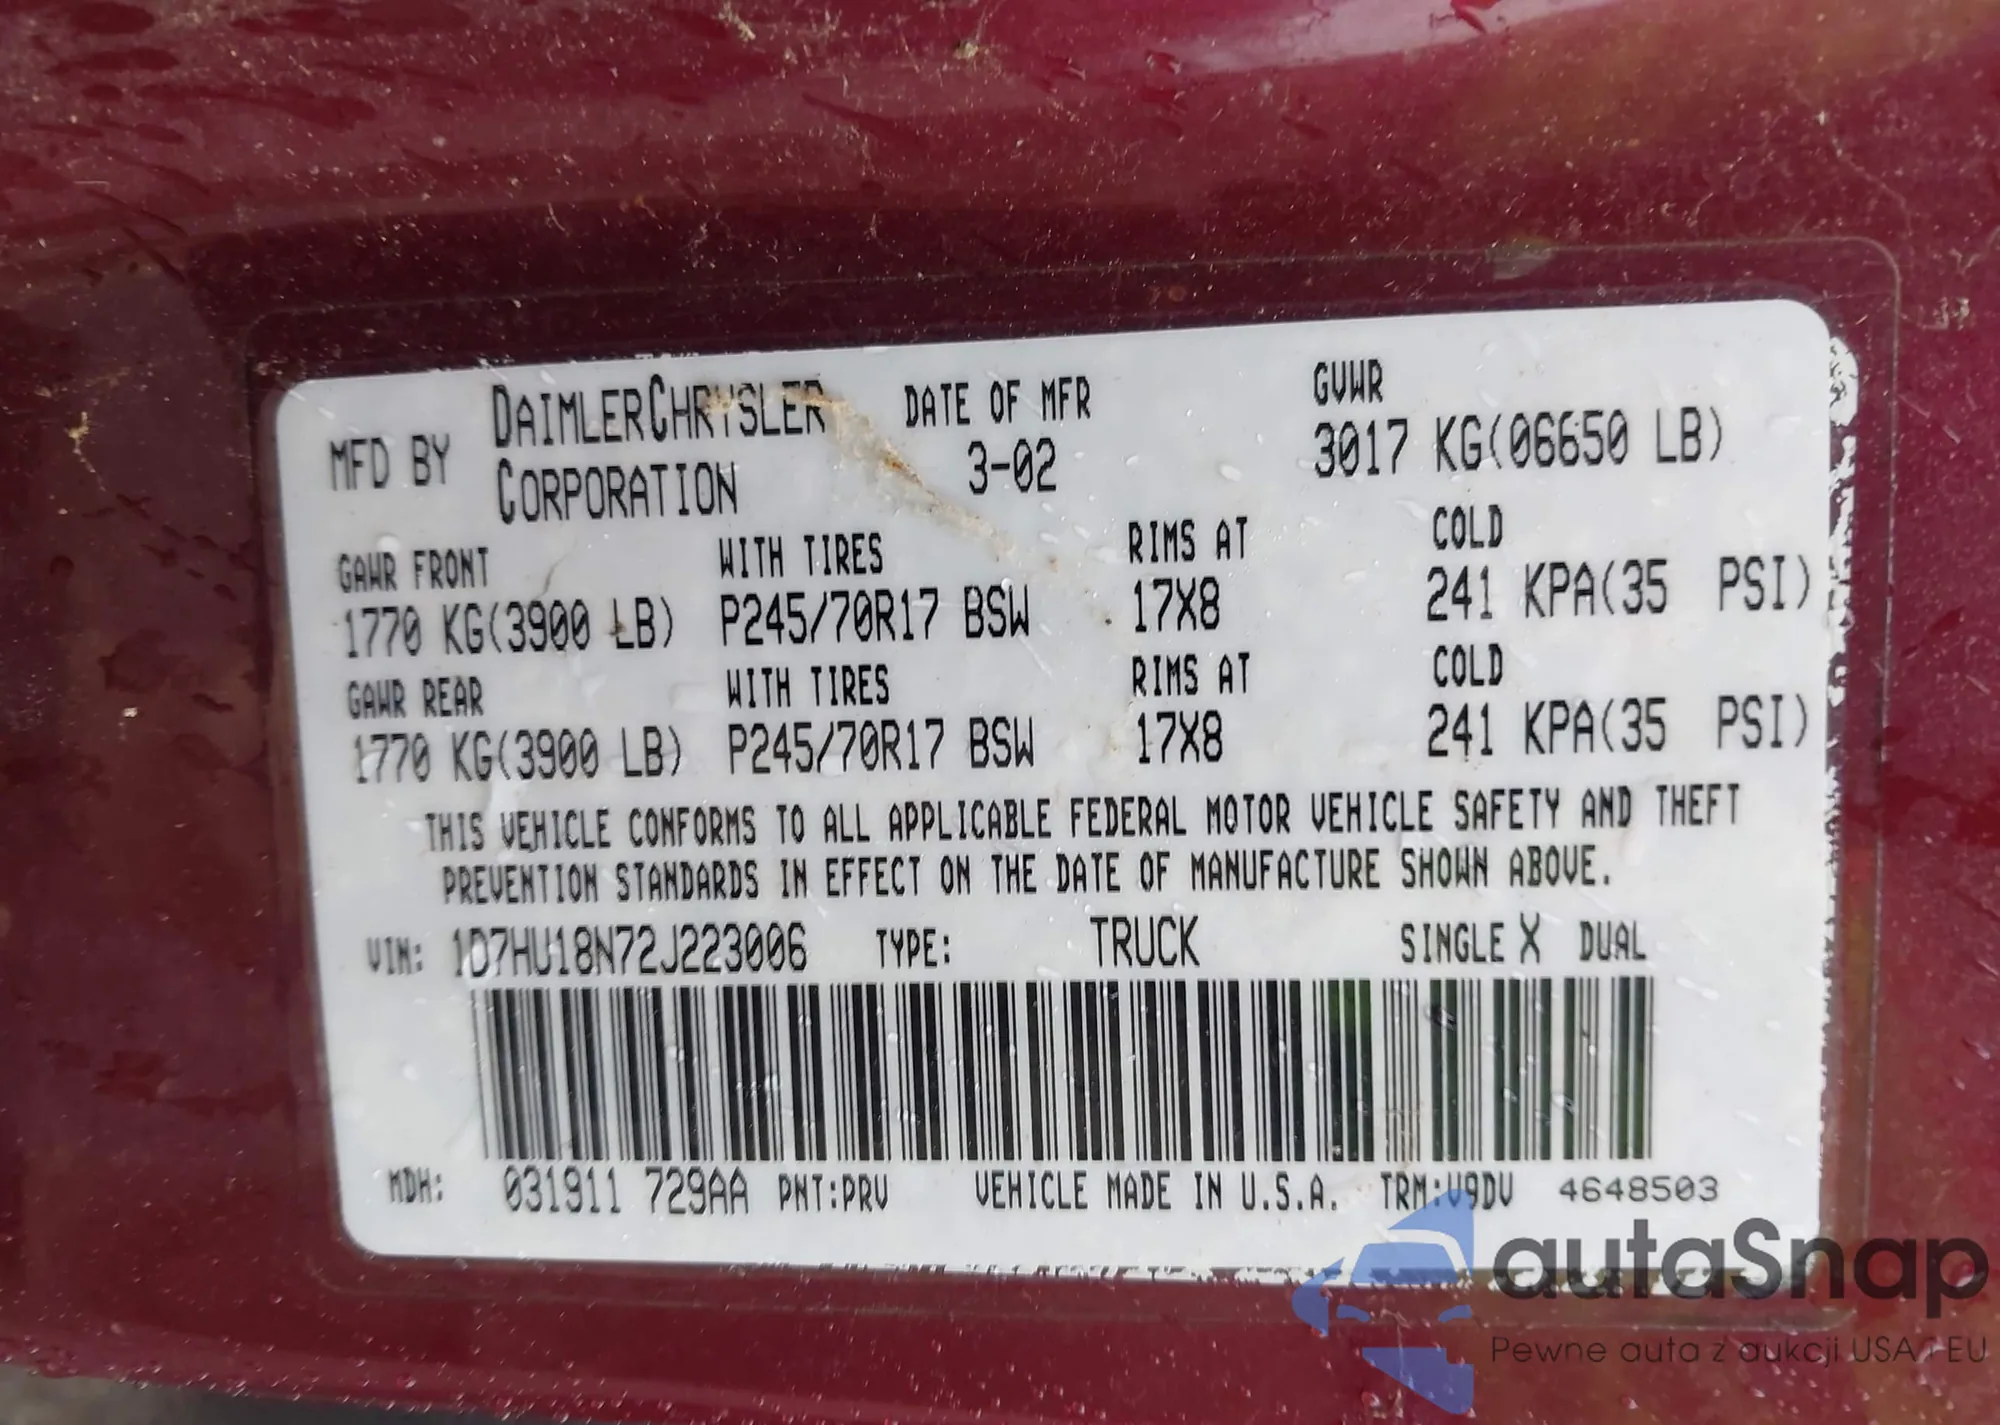 MFD BY DAIMLERCHRYSLER CORPORATION DATE OF MFR 3-02 GVWR 3017 KG(06650 LB)
GAWR FRONT WITH TIRES RIMS AT COLD
1770 KG(3900 LB) P245/70R17 BSW 17X8 241 KPA(35 PSI)
GAWR REAR WITH TIRES RIMS AT COLD
1770 KG(3900 LB) P245/70R17 BSW 17X8 241 KPA(35 PSI)
THIS VEHICLE CONFORMS TO ALL APPLICABLE FEDERAL MOTOR VEHICLE SAFETY AND THEFT
PREVENTION STANDARDS IN EFFECT ON THE DATE OF MANUFACTURE SHOWN ABOVE.
VIN: 1D7HU18N72J223006 TYPE: TRUCK SINGLE X DUAL
MDH: 031911 729AA PNT:PRV VEHICLE MADE IN U.S.A. TRM:V9DV 4648503
autaSnap
Pewne auta z aukcji USA i EU